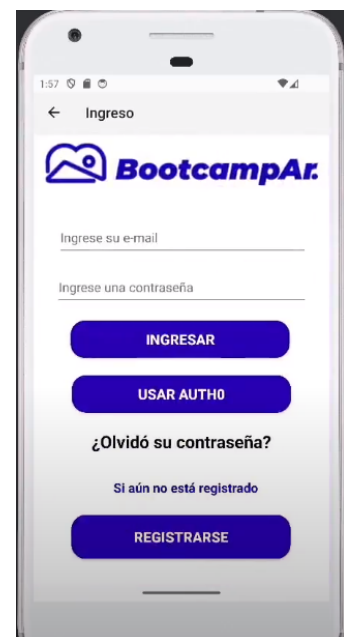 1:57
Ingreso
BootcampAr.
Ingrese su e-mail
Ingrese una contraseña
INGRESAR
USAR AUTH0
¿Olvidó su contraseña?
Si aún no está registrado
REGISTRARSE